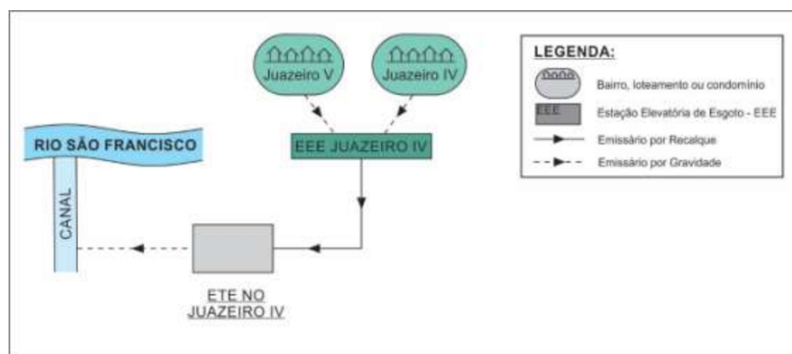 Juazeiro V
Juazeiro IV
EEE JUAZEIRO IV
RIO SÃO FRANCISCO
CANAL
ETE NO
JUAZEIRO IV
LEGENDA:
Bairro, loteamento ou condomínio
EEE
Estação Elevatória de Esgoto - EEE
Emissário por Recalque
Emissário por Gravidade